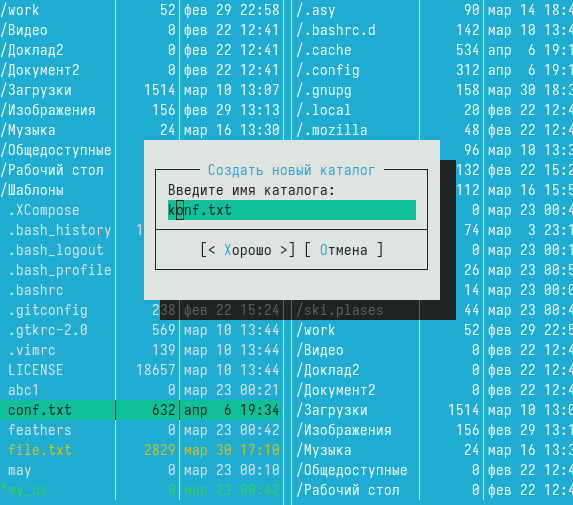 /work 52 фев 29 22:58 /.asy 90 мар 14 18:4
/Видео 0 фев 22 12:41 /.bashrc.d 142 мар 10 13:4
/Доклад2 0 фев 22 12:41 /.cache 534 апр 6 19:1
/Документ2 0 фев 22 12:41 /.config 312 апр 6 19:1
/Загрузки 1514 мар 10 13:07 /.gnupg 158 мар 30 18:3
/Изображения 156 фев 29 13:13 /.local 20 фев 22 12:4
/Музыка 24 мар 16 13:30 /.mozilla 48 фев 22 12:4
/Общедоступные 96 мар 10 13:3
/Рабочий стол Создать новый каталог 132 фев 22 15:2
/Шаблоны Введите имя каталога: 112 мар 16 15:5
.XCompose konf.txt 0 мар 23 00:4
.bash_history 1 74 мар 3 23:1
.bash_logout [< Хорошо >] [ Отмена ] 0 мар 23 00:1
.bash_profile 26 мар 23 00:5
.bashrc 14 мар 23 00:0
.gitconfig 238 фев 22 15:24 /ski.plases 44 мар 23 00:4
.gtkrc-2.0 569 мар 10 13:44 /work 52 фев 29 22:5
.vimrc 139 мар 10 13:44 /Видео 0 фев 22 12:4
LICENSE 18657 мар 10 13:44 /Доклад2 0 фев 22 12:4
abc1 0 мар 23 00:21 /Документ2 0 фев 22 12:4
conf.txt 632 апр 6 19:34 /Загрузки 1514 мар 10 13:0
feathers 0 мар 23 00:42 /Изображения 156 фев 29 13:1
file.txt 2829 мар 30 17:10 /Музыка 24 мар 16 13:3
may 0 мар 23 00:10 /Общедоступные 0 фев 22 12:4
*my_os 0 мар 23 00:42 /Рабочий стол 0 фев 22 12:4